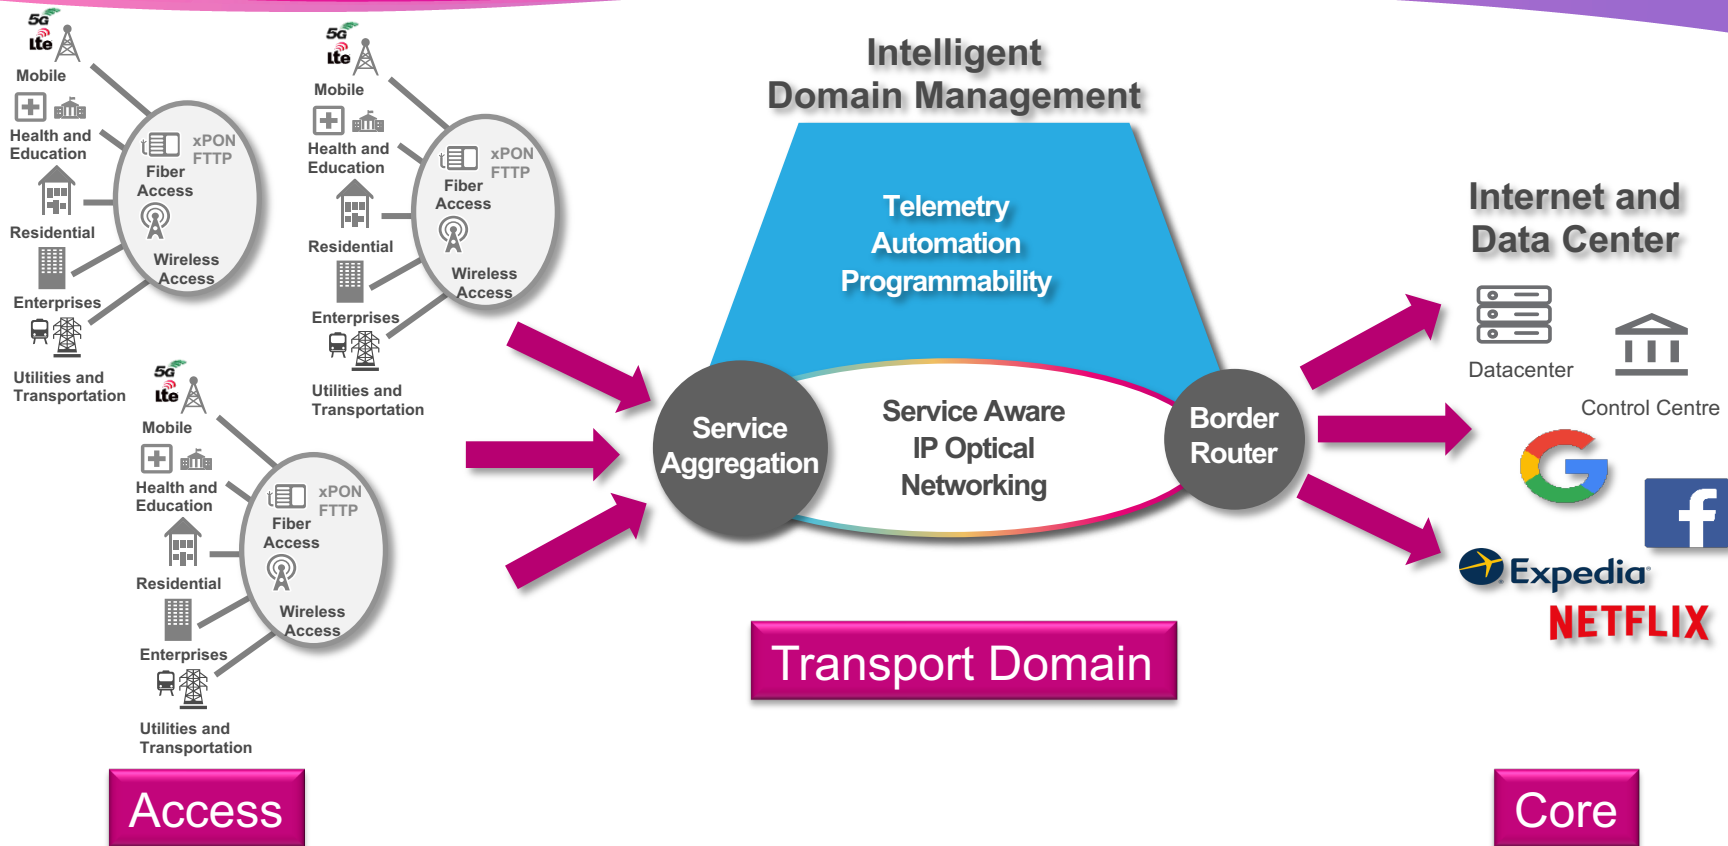 5G
lte
Mobile
Health and
Education
Residential
Enterprises
Utilities and
Transportation
xPON
FTTP
Fiber
Access
Wireless
Access
5G
lte
Mobile
Health and
Education
Residential
Enterprises
Utilities and
Transportation
xPON
FTTP
Fiber
Access
Wireless
Access
5G
lte
Mobile
Health and
Education
Residential
Enterprises
Utilities and
Transportation
xPON
FTTP
Fiber
Access
Wireless
Access
Access
Intelligent
Domain Management
Telemetry
Automation
Programmability
Service
Aggregation
Service Aware
IP Optical
Networking
Border
Router
Transport Domain
Internet and
Data Center
Datacenter
Control Centre
G
f
Expedia
NETFLIX
Core